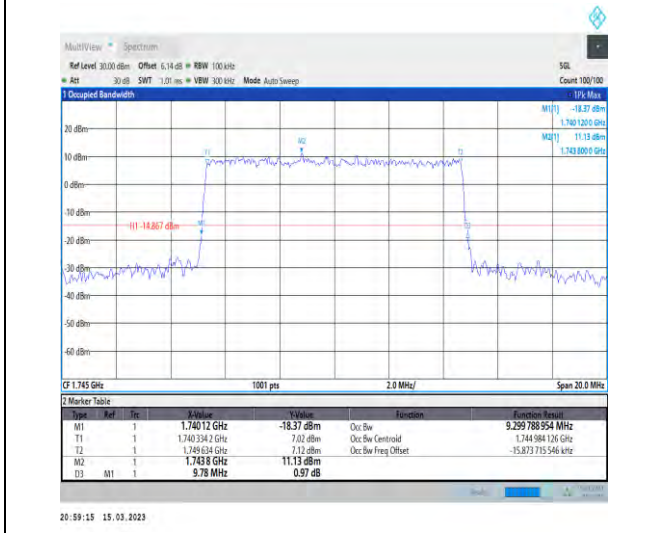 MultiView Spectrum
Ref Level 30.00 dBm Offset 6.14 dB RBW 100 kHz SGL
Att 30 dB SWT 1.01 ms VBW 300 kHz Mode Auto Sweep Count 100/100
1 Occupied Bandwidth 1Pk Max
M1[1] -18.37 dBm
1.740 120 0 GHz
M2[1] 11.13 dBm
1.743 800 0 GHz
20 dBm
M2
T1 T2
10 dBm
0 dBm
-10 dBm
H1 -14.867 dBm M1
-20 dBm
-30 dBm
-40 dBm
-50 dBm
-60 dBm
CF 1.745 GHz 1001 pts 2.0 MHz/ Span 20.0 MHz
2 Marker Table
Type Ref Trc X-Value Y-Value Function Function Result
M1 1 1.74012 GHz -18.37 dBm Occ Bw 9.299 788 954 MHz
T1 1 1.740 334 2 GHz 7.02 dBm Occ Bw Centroid 1.744 984 126 GHz
T2 1 1.749 634 GHz 7.12 dBm Occ Bw Freq Offset -15.873 715 546 kHz
M2 1 1.7438 GHz 11.13 dBm
D3 M1 1 9.78 MHz 0.97 dB
20:59:15 15.03.2023